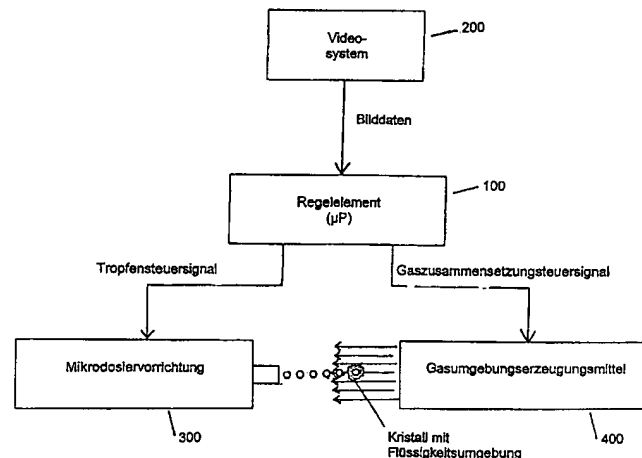 Video-
system
200
Bilddaten
Regelelement
(µP)
100
Tropfensteuersignal
Gaszusammensetzungsteuersignal
Mikrodosiervorrichtung
300
Gasumgebungserzeugungsmittel
400
Kristall mit
Flüssigkeitsumgebung